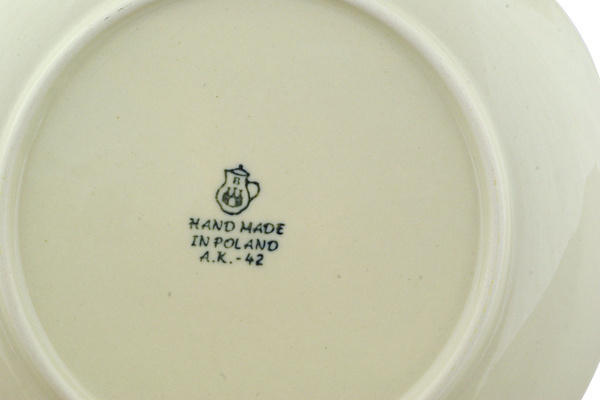 B
HAND MADE
IN POLAND
A.K.-42